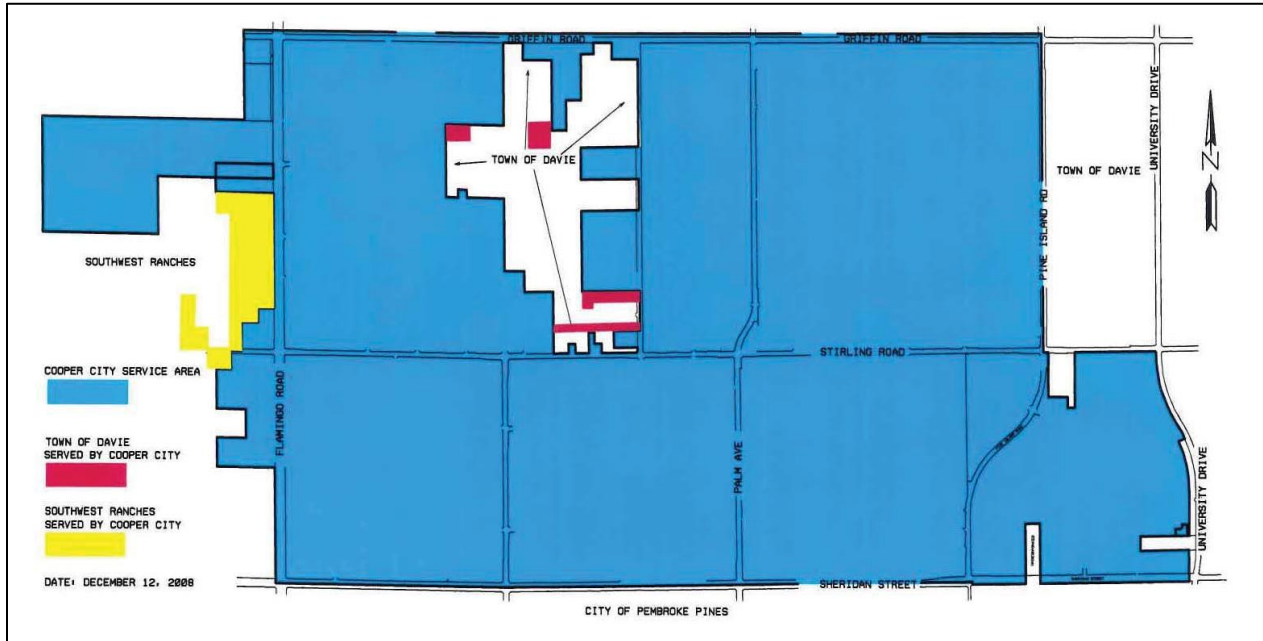 GRIFFIN ROAD
GRIFFIN ROAD
UNIVERSITY DRIVE
N
TOWN OF DAVIE
TOWN OF DAVIE
PINE ISLAND RD
SOUTHWEST RANCHES
STIRLING ROAD
COOPER CITY SERVICE AREA
FLAMINGO ROAD
PALM AVE
TOWN OF DAVIE
SERVED BY COOPER CITY
UNIVERSITY DRIVE
SOUTHWEST RANCHES
SERVED BY COOPER CITY
DATE: DECEMBER 12, 2008
SHERIDAN STREET
SHERIDAN STREET
CITY OF PEMBROKE PINES